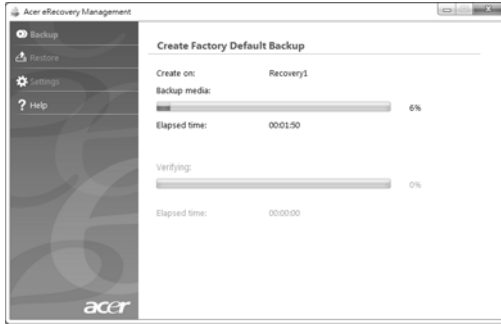 Acer eRecovery Management
Backup
Restore
Settings
? Help
acer
Create Factory Default Backup
Create on: Recovery1
Backup media:
6%
Elapsed time: 00:01:50
Verifying:
0%
Elapsed time: 00:00:00